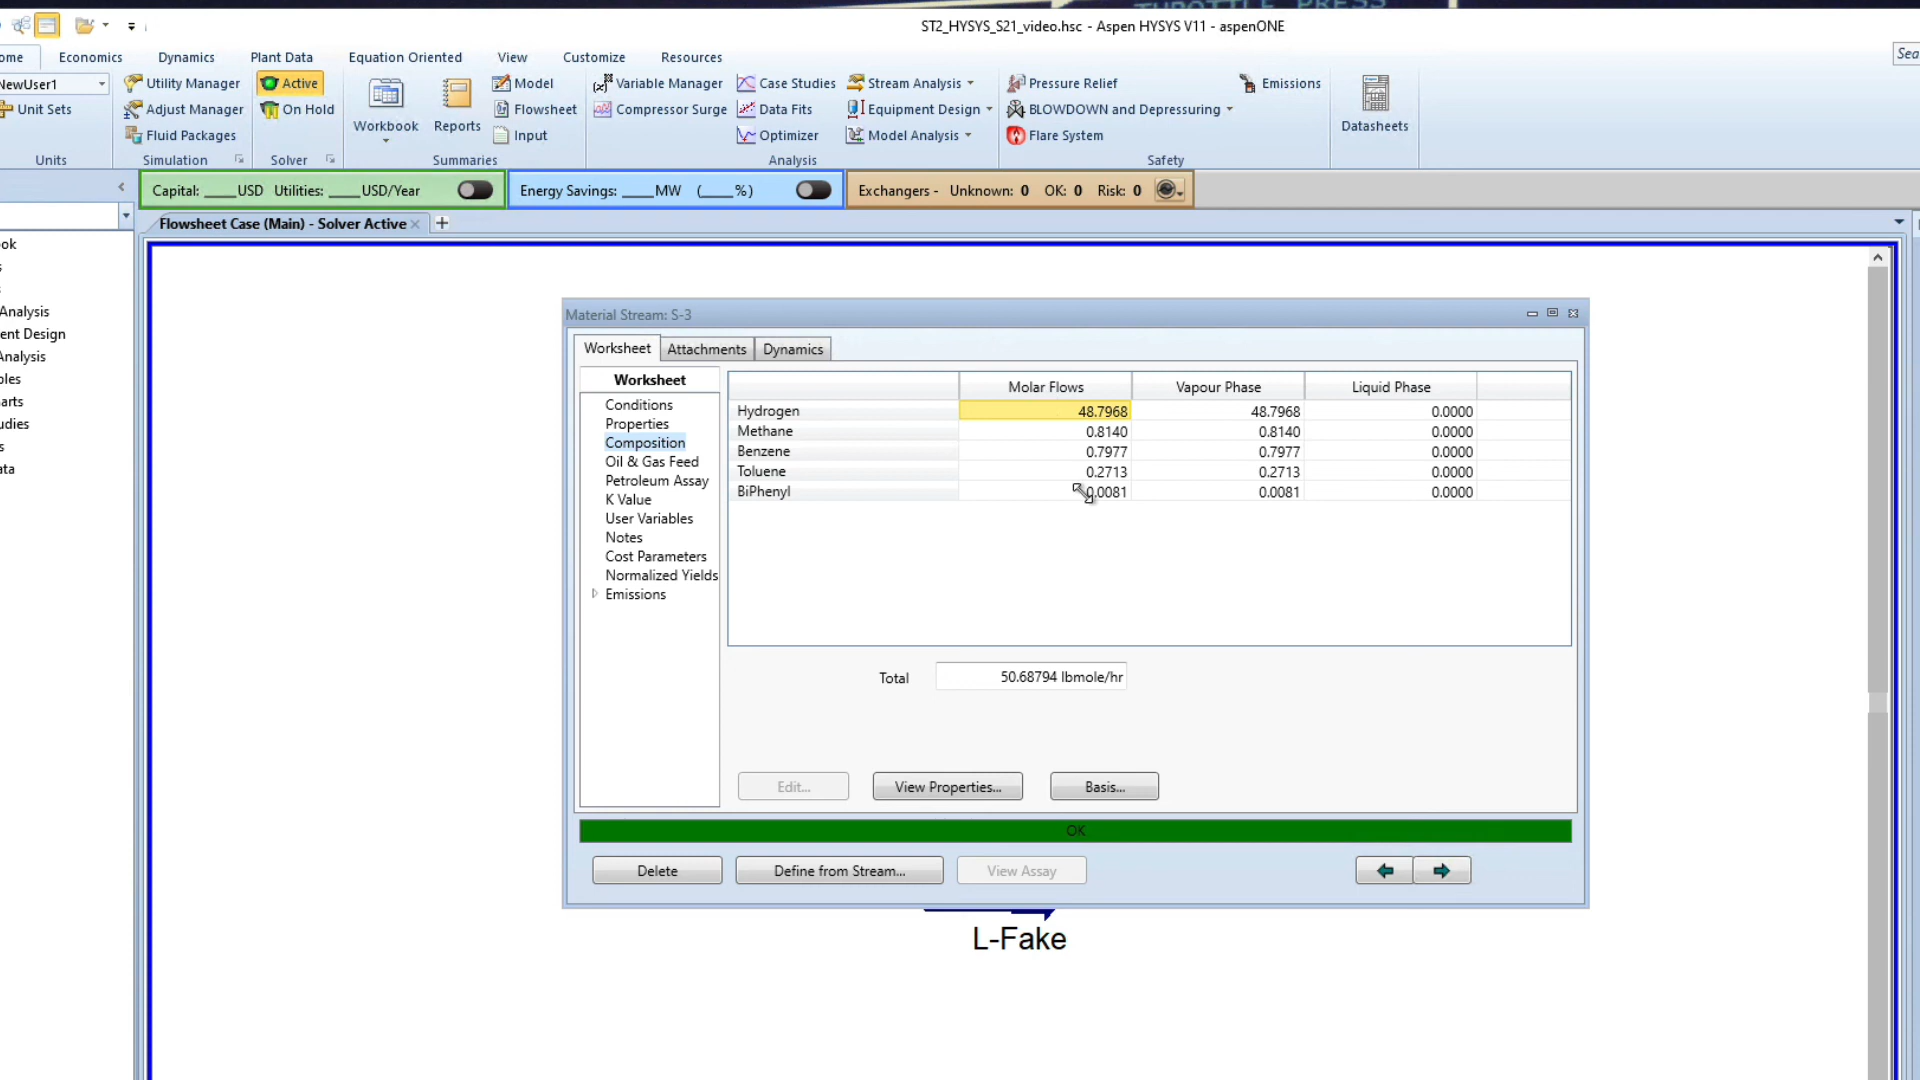 THROTTLE PRESS
ST2_HYSYS_S21_video.hsc - Aspen HYSYS V11 - aspenONE
ome Economics Dynamics Plant Data Equation Oriented View Customize Resources Sea
NewUser1 Utility Manager Active Model Variable Manager Case Studies Stream Analysis Pressure Relief Emissions
Unit Sets Adjust Manager On Hold Workbook Reports Flowsheet Compressor Surge Data Fits Equipment Design BLOWDOWN and Depressuring Datasheets
Fluid Packages Input Optimizer Model Analysis Flare System
Units Simulation Solver Summaries Analysis Safety
Capital: ____USD Utilities: ____USD/Year Energy Savings: ____MW (____%) Exchangers - Unknown: 0 OK: 0 Risk: 0
Flowsheet Case (Main) - Solver Active
ok
s
Analysis
ent Design
Analysis
les
arts
udies
s
ata
Material Stream: S-3
Worksheet Attachments Dynamics
Worksheet
Conditions
Properties
Composition
Oil & Gas Feed
Petroleum Assay
K Value
User Variables
Notes
Cost Parameters
Normalized Yields
Emissions
Molar Flows Vapour Phase Liquid Phase
Hydrogen 48.7968 48.7968 0.0000
Methane 0.8140 0.8140 0.0000
Benzene 0.7977 0.7977 0.0000
Toluene 0.2713 0.2713 0.0000
BiPhenyl 0.0081 0.0081 0.0000
Total 50.68794 lbmole/hr
Edit... View Properties... Basis...
OK
Delete Define from Stream... View Assay
L-Fake